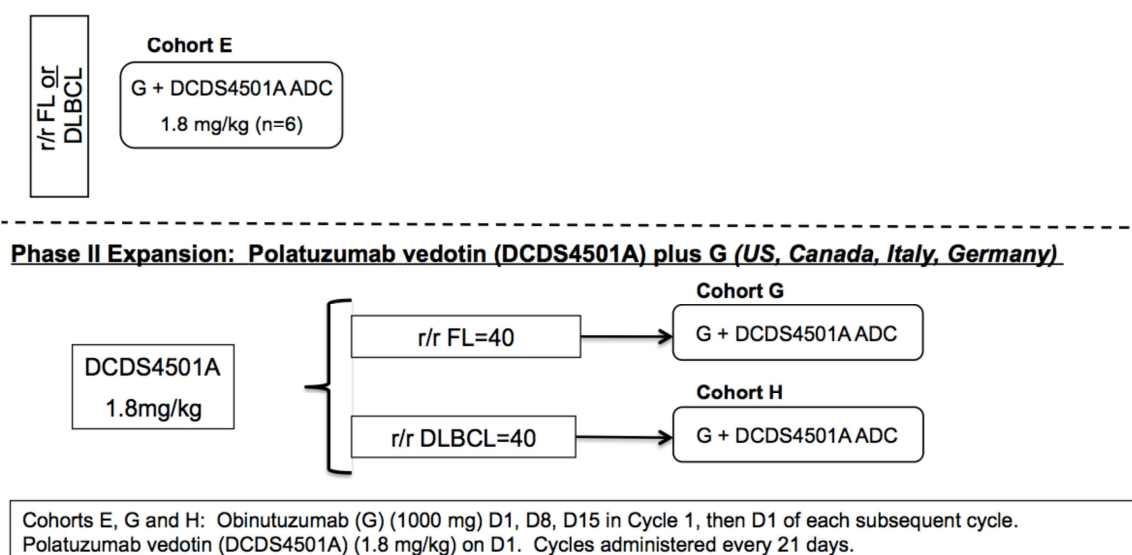 r/r FL or
DLBCL
Cohort E
G + DCDS4501A ADC
1.8 mg/kg (n=6)
Phase II Expansion: Polatuzumab vedotin (DCDS4501A) plus G (US, Canada, Italy, Germany)
DCDS4501A
1.8mg/kg
r/r FL=40
Cohort G
G + DCDS4501A ADC
r/r DLBCL=40
Cohort H
G + DCDS4501A ADC
Cohorts E, G and H: Obinutuzumab (G) (1000 mg) D1, D8, D15 in Cycle 1, then D1 of each subsequent cycle.
Polatuzumab vedotin (DCDS4501A) (1.8 mg/kg) on D1. Cycles administered every 21 days.